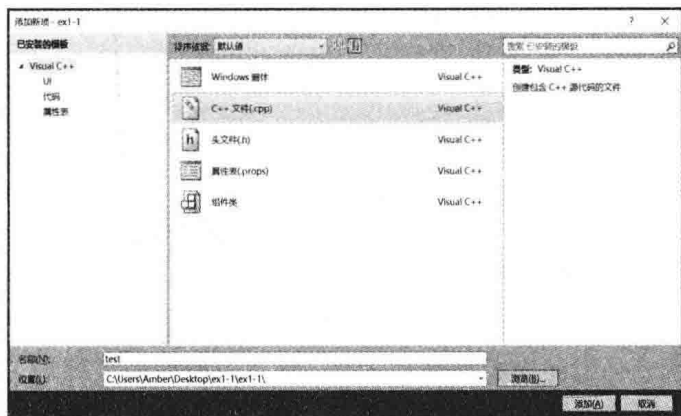 添加新项 - ex1-1
? ×
已安装的模板
排序依据: 默认值
搜索 已安装的模板
Visual C++
UI
代码
属性表
Windows 窗体 Visual C++
C++ 文件(.cpp) Visual C++
头文件(.h) Visual C++
属性表(.props) Visual C++
组件类 Visual C++
类型: Visual C++
创建包含 C++ 源代码的文件
名称(N): test
位置(L): C:\Users\Amber\Desktop\ex1-1\ex1-1\
浏览(B)...
添加(A) 取消